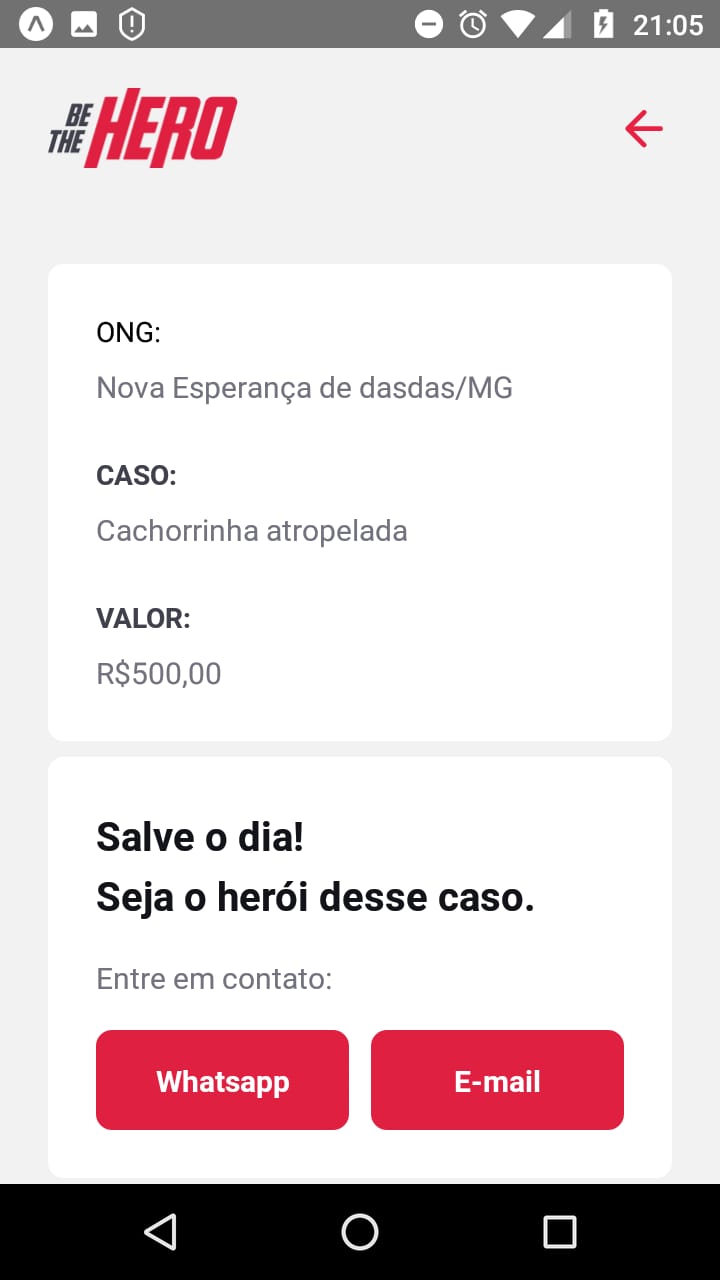 21:05
BE
THE HERO
ONG:
Nova Esperança de dasdas/MG
CASO:
Cachorrinha atropelada
VALOR:
R$500,00
Salve o dia!
Seja o herói desse caso.
Entre em contato:
Whatsapp E-mail